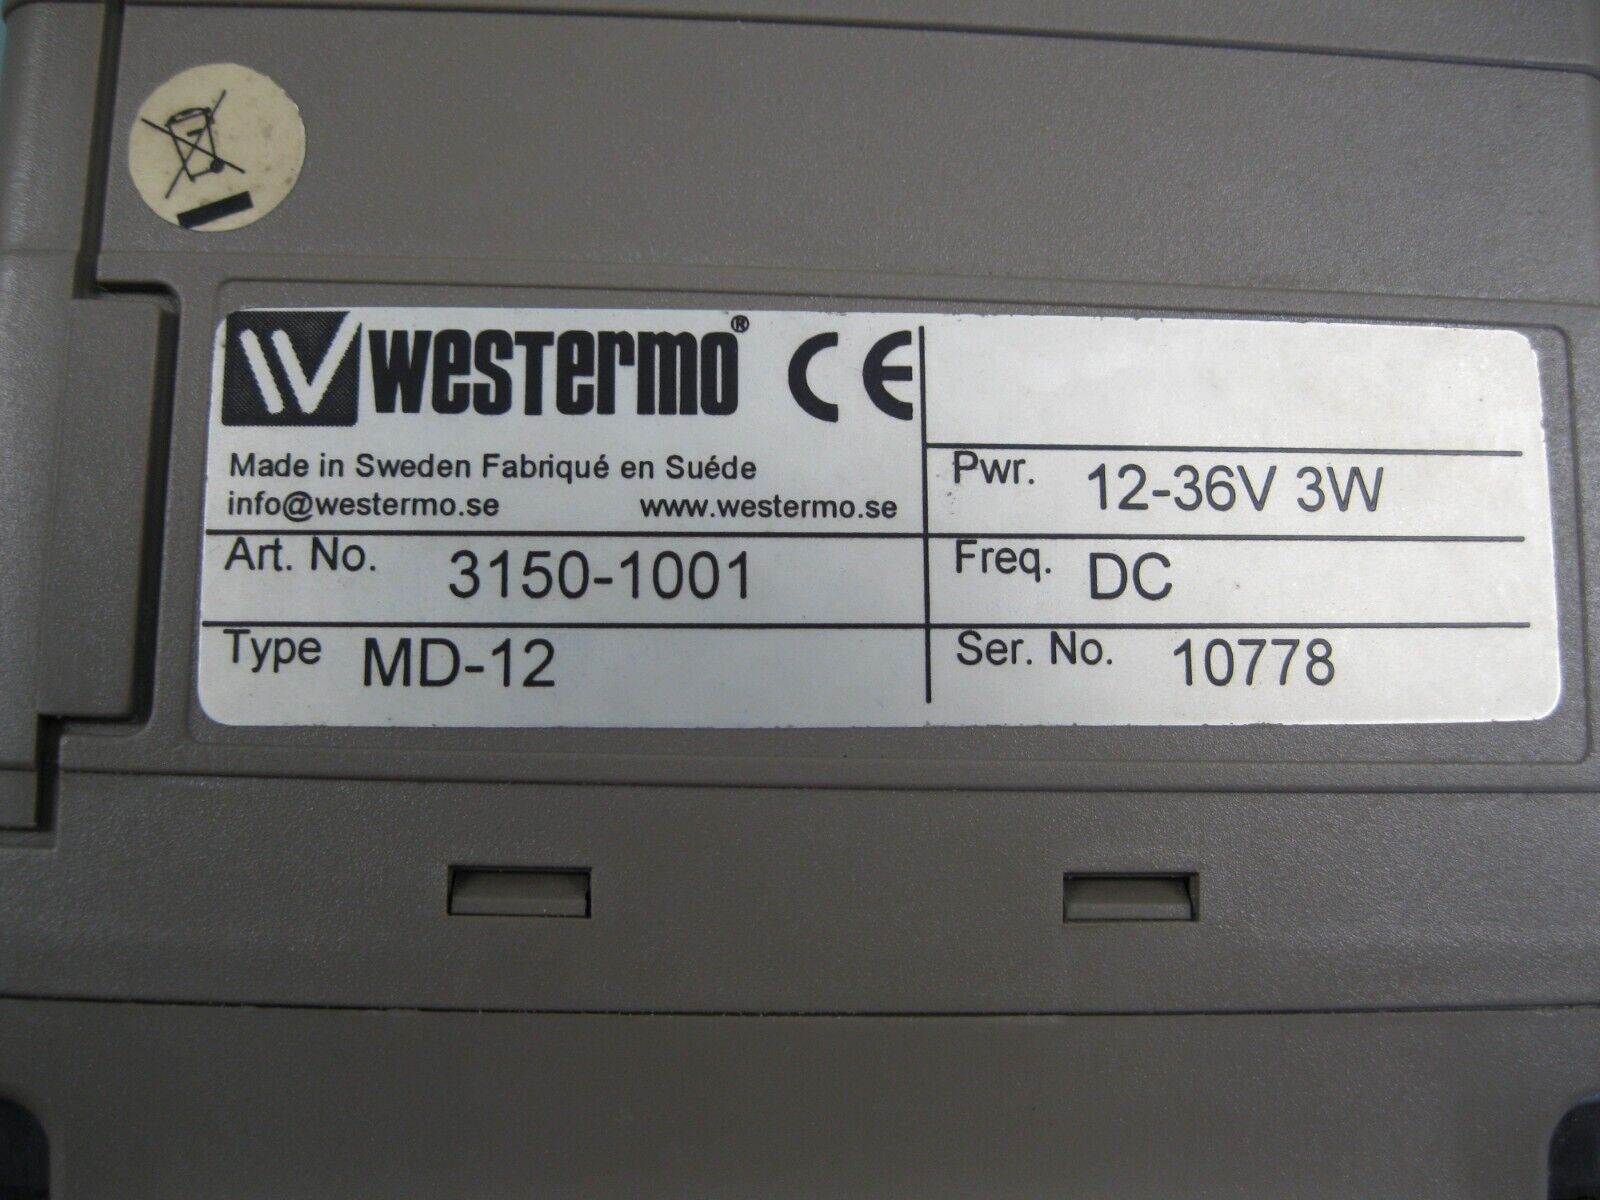 WESTERMO® CE
Made in Sweden Fabriqué en Suéde
info@westermo.se www.westermo.se
Art. No. 3150-1001
Type MD-12
Pwr. 12-36V 3W
Freq. DC
Ser. No. 10778